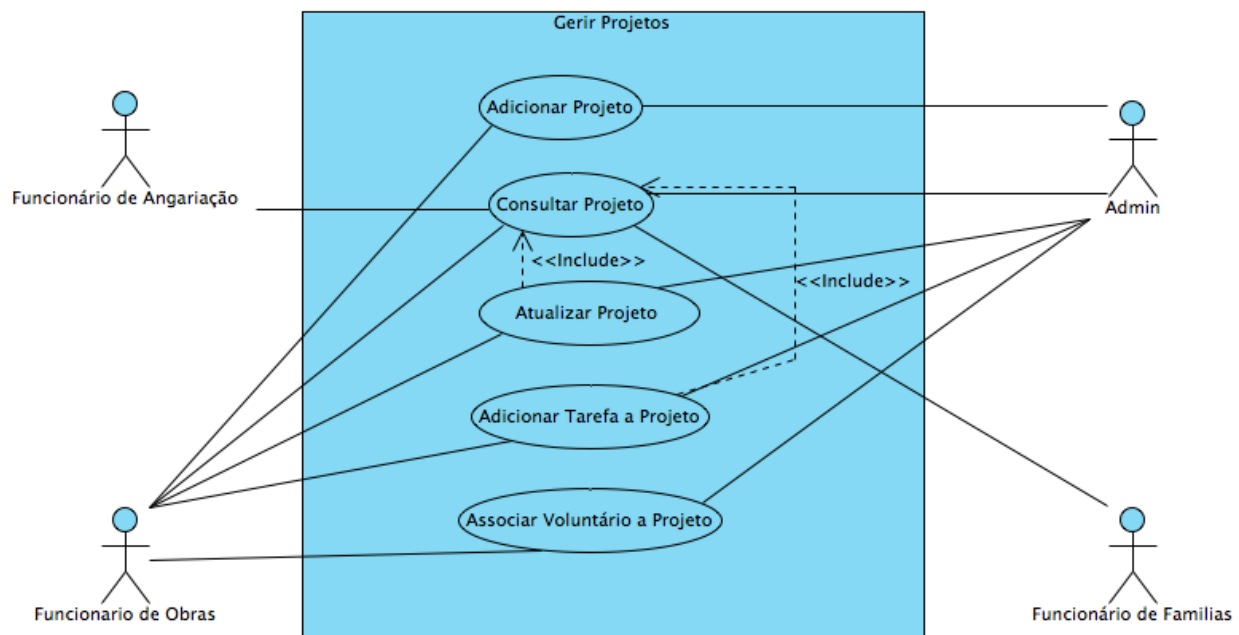 Gerir Projetos
Adicionar Projeto
Funcionário de Angariação
Consultar Projeto
Admin
<<Include>>
<<Include>>
Atualizar Projeto
Adicionar Tarefa a Projeto
Associar Voluntário a Projeto
Funcionario de Obras
Funcionário de Familias